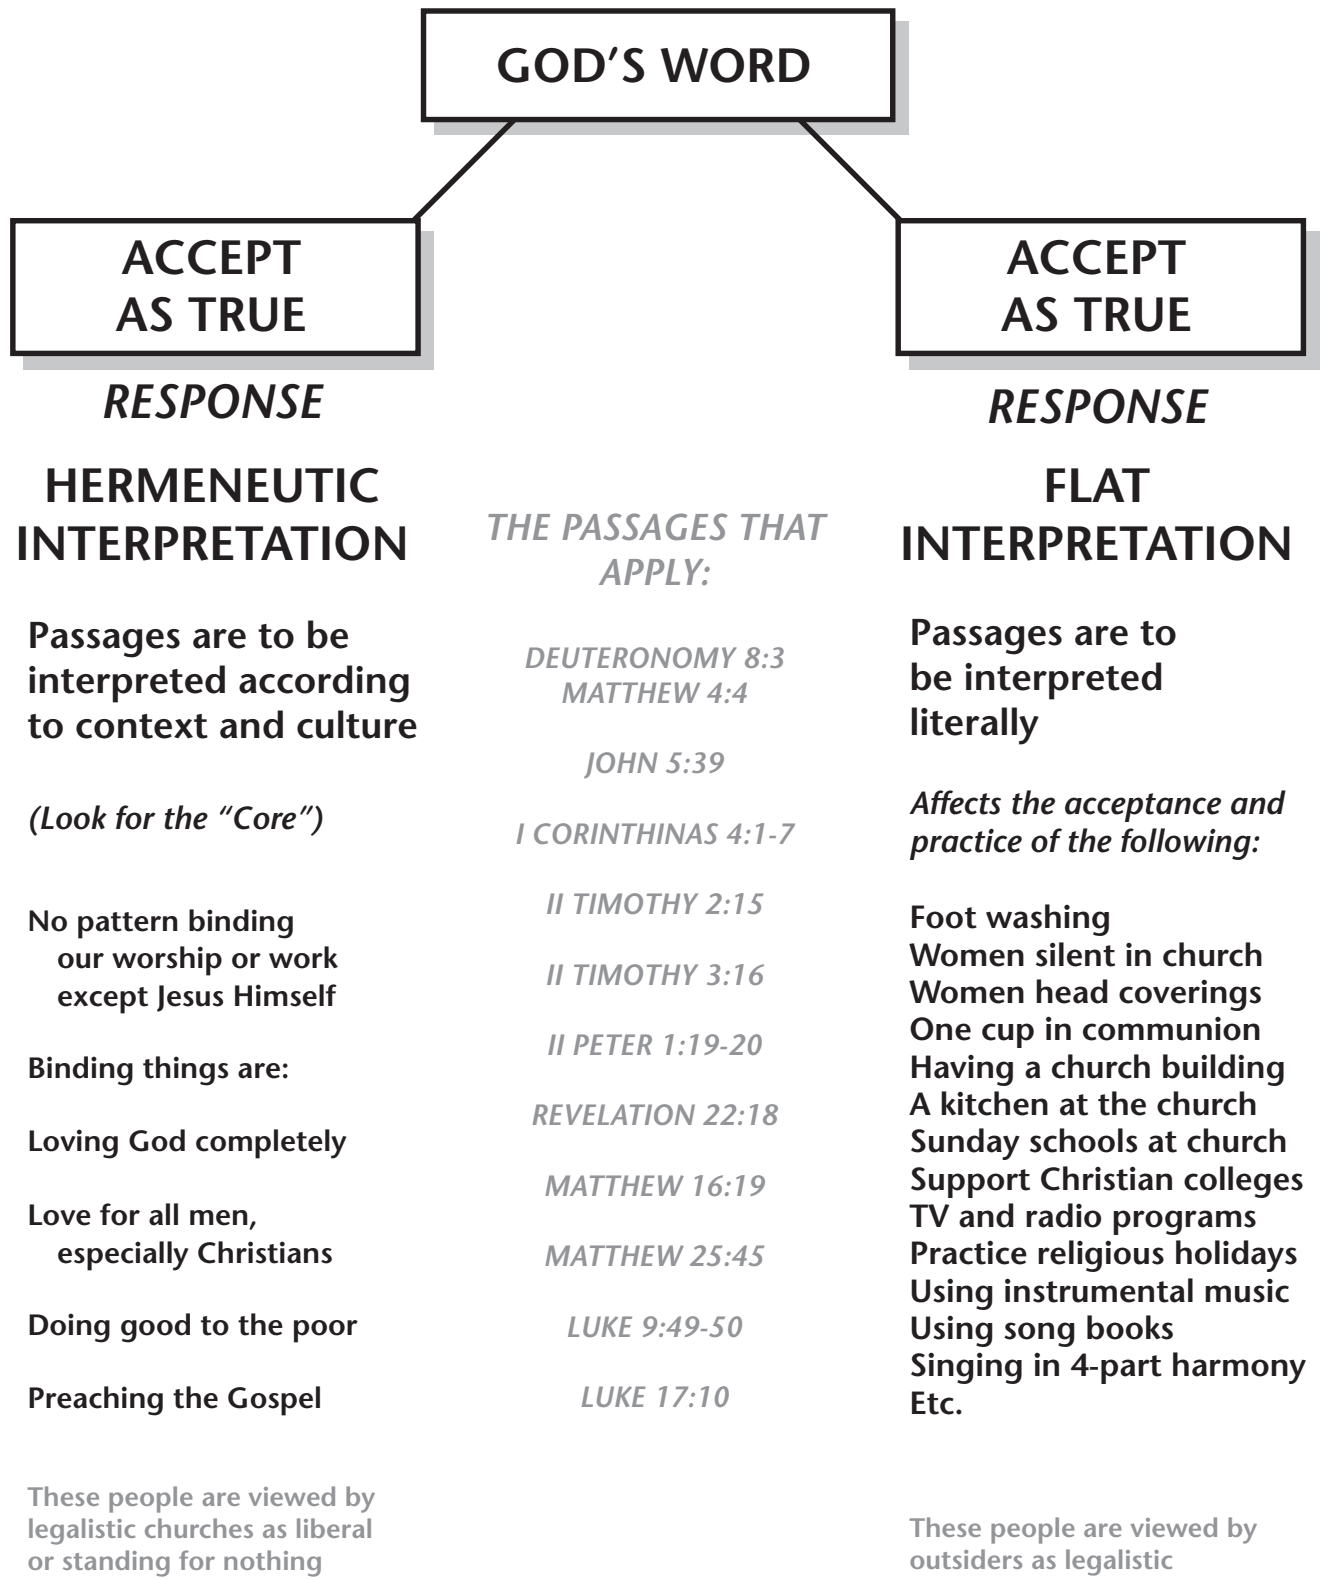 GOD'S WORD
ACCEPT
AS TRUE
RESPONSE
HERMENEUTIC
INTERPRETATION
Passages are to be
interpreted according
to context and culture
(Look for the "Core")
No pattern binding
our worship or work
except Jesus Himself
Binding things are:
Loving God completely
Love for all men,
especially Christians
Doing good to the poor
Preaching the Gospel
These people are viewed by
legalistic churches as liberal
or standing for nothing
THE PASSAGES THAT
APPLY:
DEUTERONOMY 8:3
MATTHEW 4:4
JOHN 5:39
I CORINTHINAS 4:1-7
II TIMOTHY 2:15
II TIMOTHY 3:16
II PETER 1:19-20
REVELATION 22:18
MATTHEW 16:19
MATTHEW 25:45
LUKE 9:49-50
LUKE 17:10
ACCEPT
AS TRUE
RESPONSE
FLAT
INTERPRETATION
Passages are to
be interpreted
literally
Affects the acceptance and
practice of the following:
Foot washing
Women silent in church
Women head coverings
One cup in communion
Having a church building
A kitchen at the church
Sunday schools at church
Support Christian colleges
TV and radio programs
Practice religious holidays
Using instrumental music
Using song books
Singing in 4-part harmony
Etc.
These people are viewed by
outsiders as legalistic